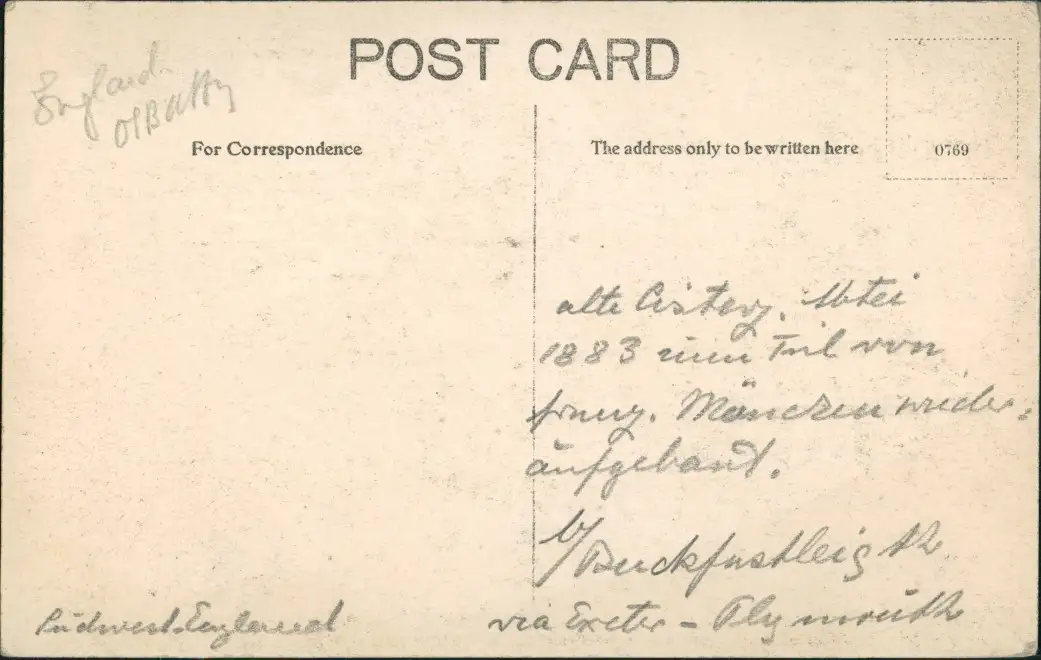 POST CARD
England
For Correspondence
The address only to be written here
0769
alte Cisterz. Abtei
1883 zum Teil von
franz. Mönchen wieder=
aufgebaut.
b/ Buckfastleigh
Südwest-England
via Exeter - Plymouth